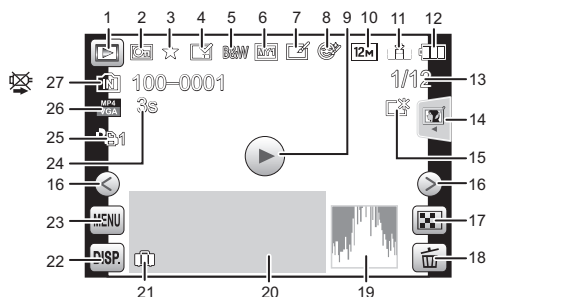 1 2 3 4 5 6 7 8 9 10 11 12
B&W 12M
27 IN 100–0001 1/12 13
26 MP4 VGA 3s
14
25 1
15
24
16 16
23 MENU 17
22 DISP. 18
21 20 19